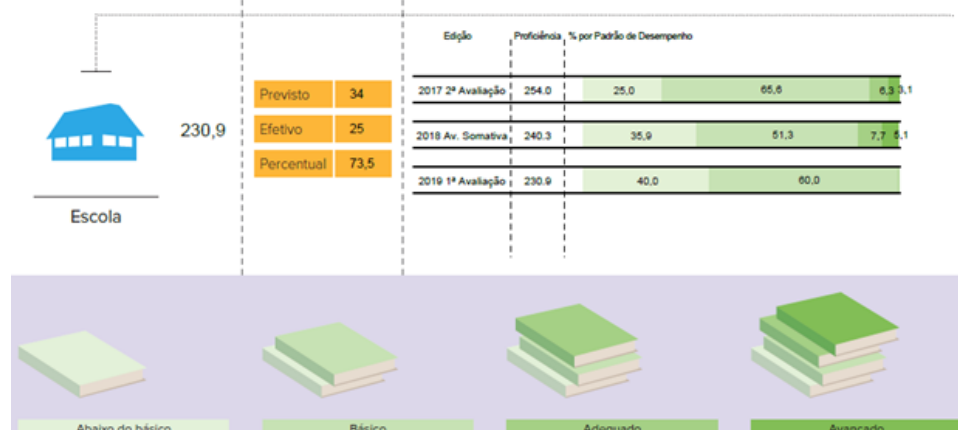 Edição Proficiência % por Padrão de Desempenho
2017 2ª Avaliação 254.0 25,0 65,6 6,3 3,1
2018 Av. Somativa 240.3 35,9 51,3 7,7 5,1
2019 1ª Avaliação 230.9 40,0 60,0
230,9
Escola
Previsto 34
Efetivo 25
Percentual 73,5
Abaixo do básico
Básico
Adequado
Avançado